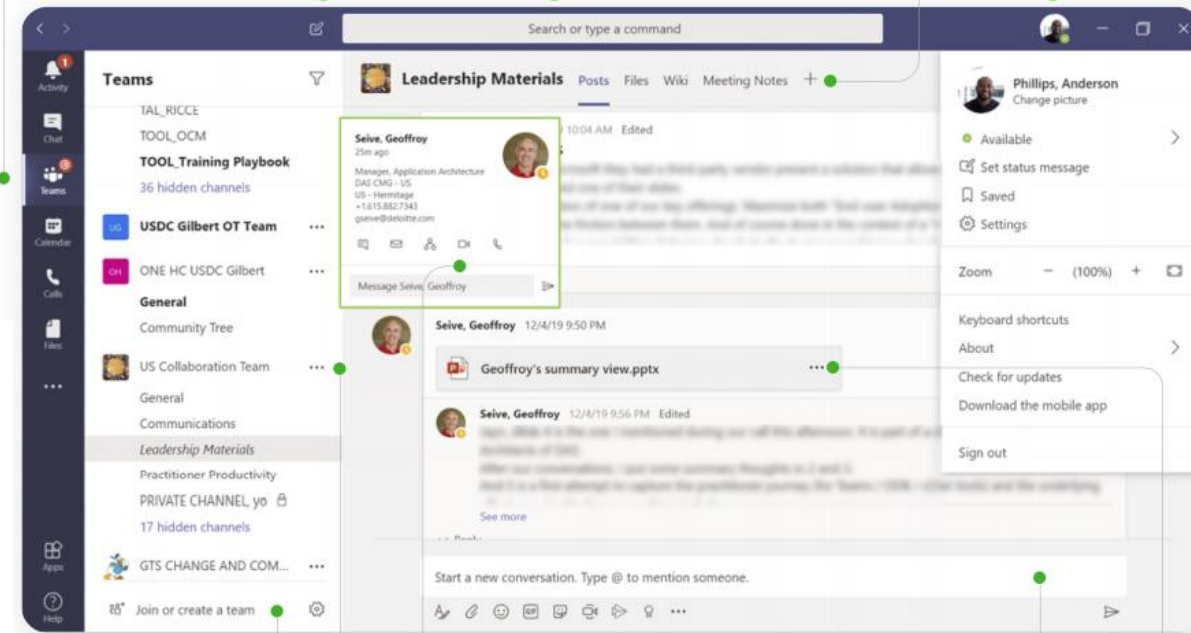 Search or type a command
1
Activity
Chat
Teams
Calendar
Calls
Files
Apps
Help
Teams
TAL_RICCE
TOOL_OCM
TOOL_Training Playbook
36 hidden channels
UG
USDC Gilbert OT Team
OH
ONE HC USDC Gilbert
General
Community Tree
US Collaboration Team
General
Communications
Leadership Materials
Practitioner Productivity
PRIVATE CHANNEL, yo
17 hidden channels
GTS CHANGE AND COM...
Join or create a team
Leadership Materials Posts Files Wiki Meeting Notes
10:04 AM Edited
Seive, Geoffroy
25m ago
Manager, Application Architecture
DAS CMG - US
US - Hermitage
+1.615.882.7343
gseive@deloitte.com
Message Seive, Geoffroy
Seive, Geoffroy 12/4/19 9:50 PM
Geoffroy's summary view.pptx
Seive, Geoffroy 12/4/19 9:56 PM Edited
See more
Start a new conversation. Type @ to mention someone.
GIF
Phillips, Anderson
Change picture
Available
Set status message
Saved
Settings
Zoom - (100%) +
Keyboard shortcuts
About
Check for updates
Download the mobile app
Sign out